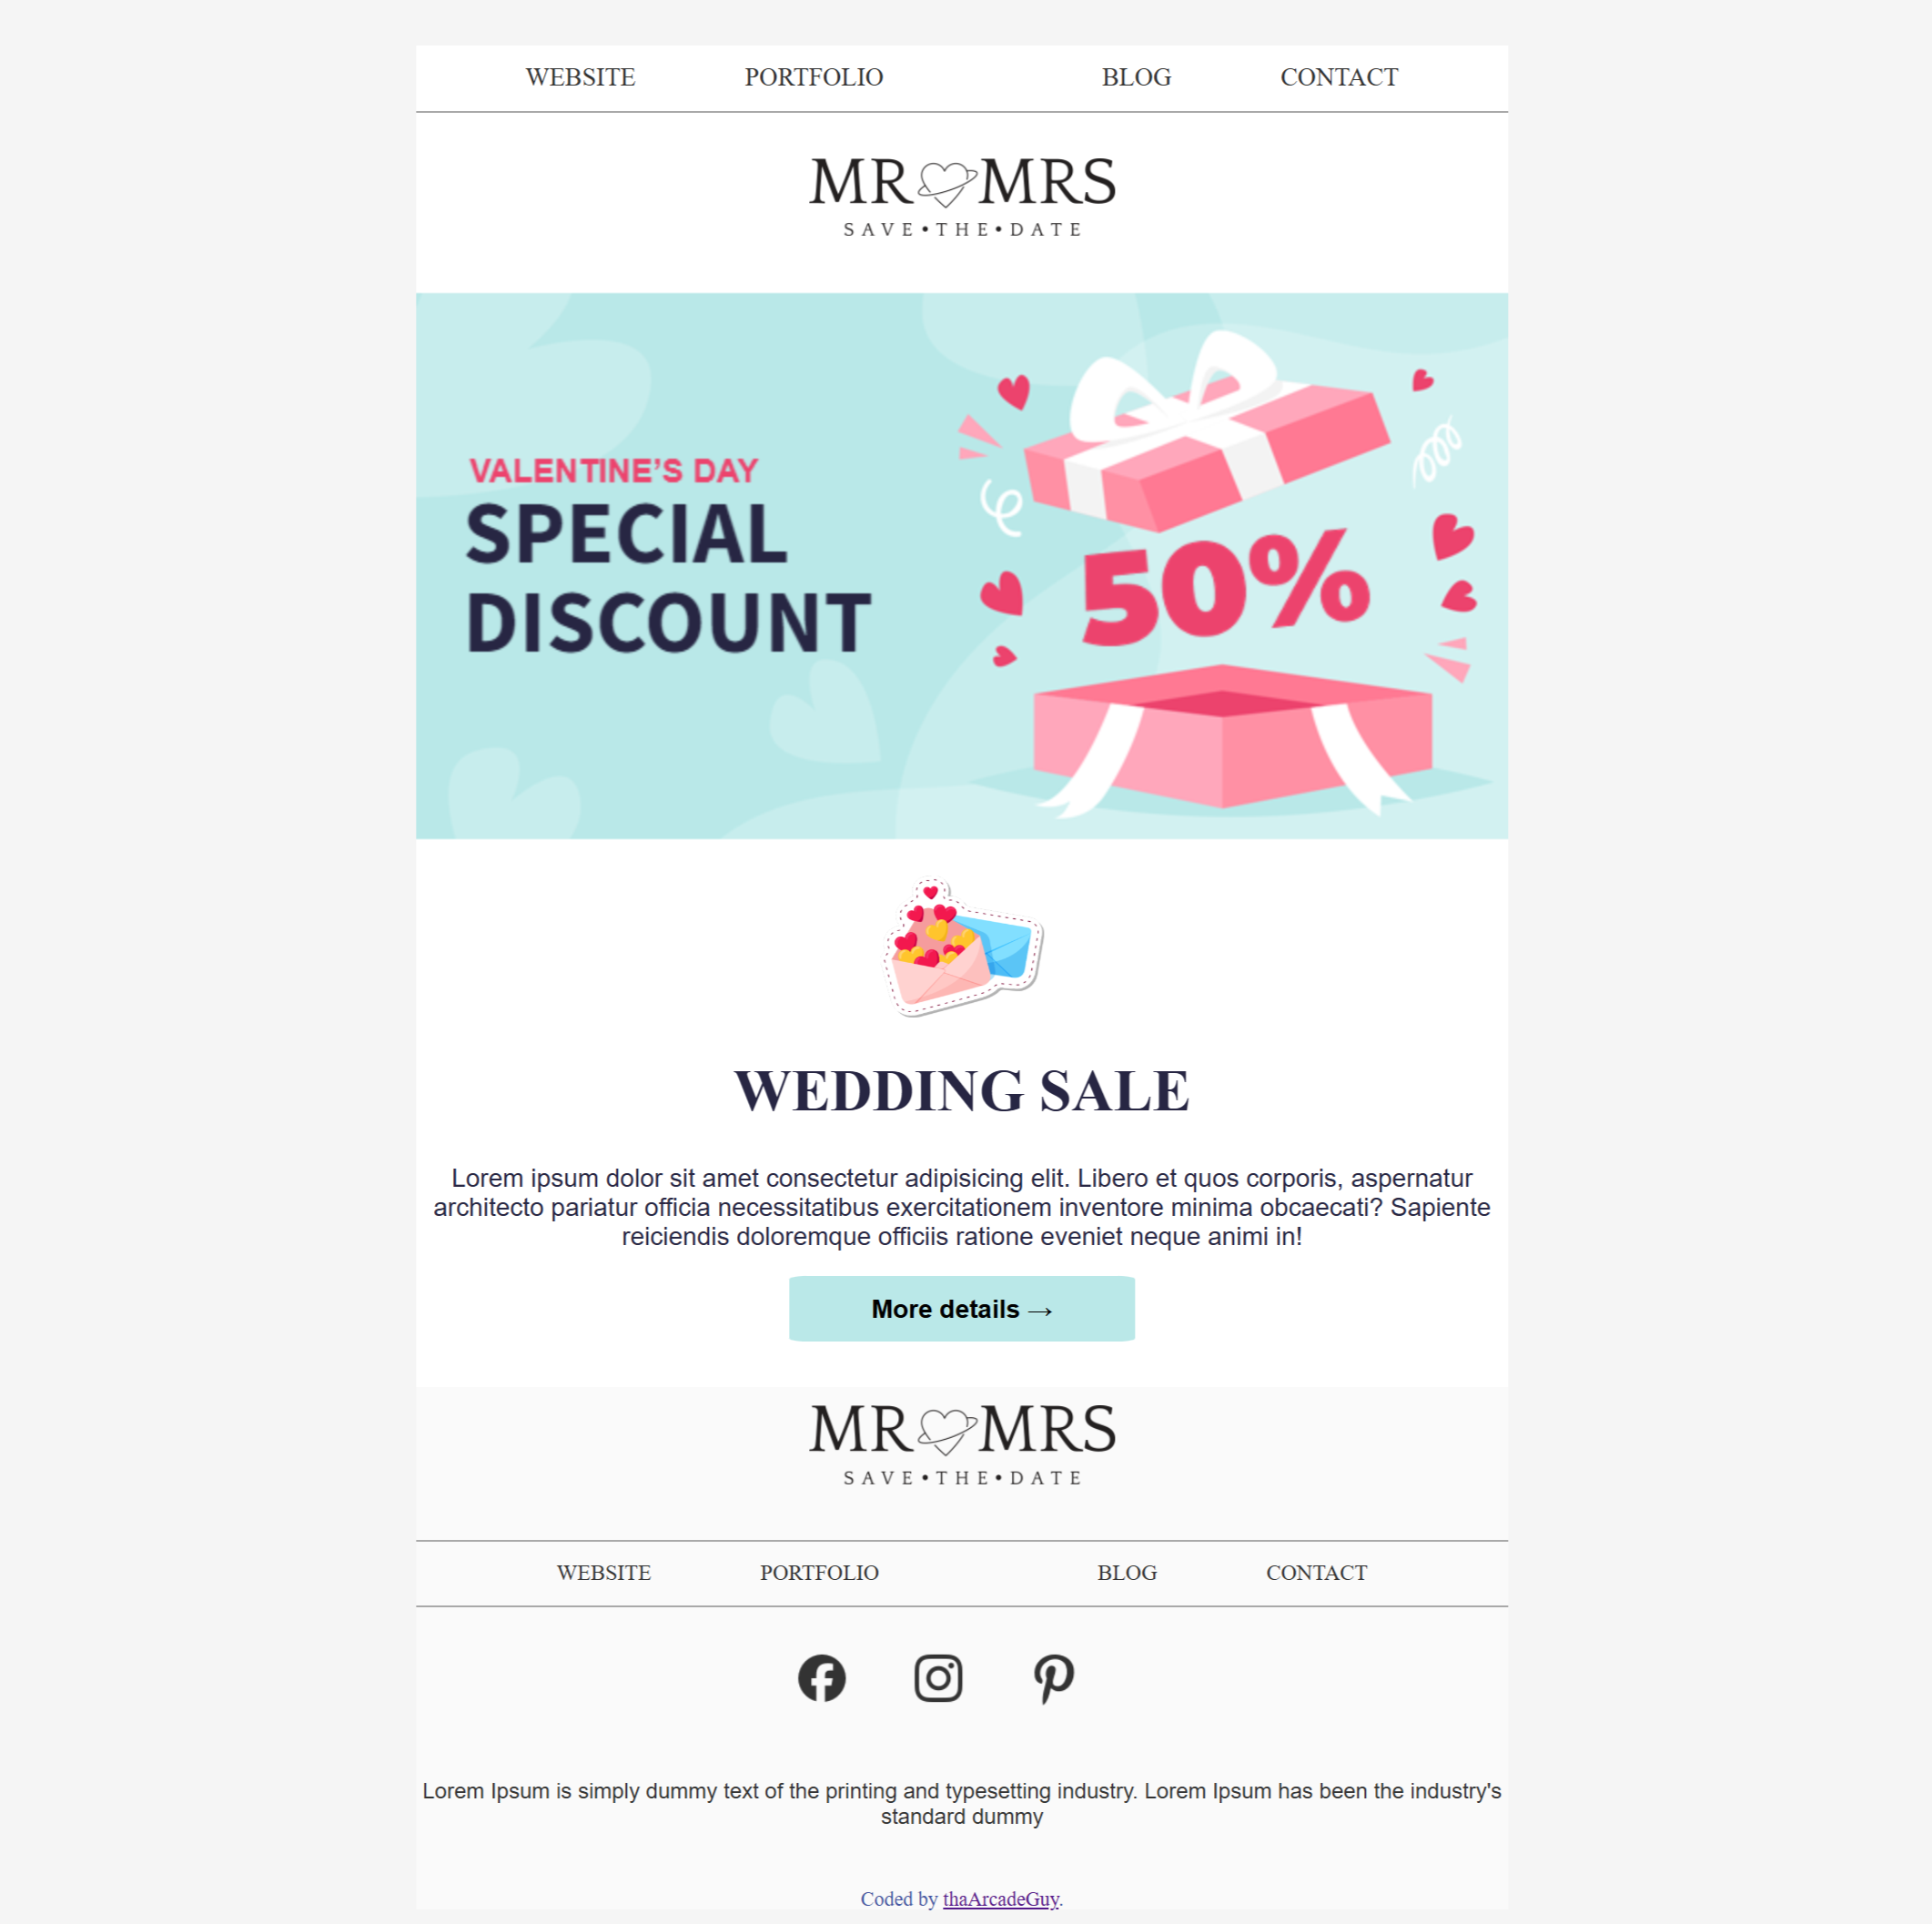 WEBSITE PORTFOLIO BLOG CONTACT
MR MRS
SAVE•THE•DATE
VALENTINE’S DAY
SPECIAL
DISCOUNT
50%
WEDDING SALE
Lorem ipsum dolor sit amet consectetur adipisicing elit. Libero et quos corporis, aspernatur
architecto pariatur officia necessitatibus exercitationem inventore minima obcaecati? Sapiente
reiciendis doloremque officiis ratione eveniet neque animi in!
More details →
MR MRS
SAVE•THE•DATE
WEBSITE PORTFOLIO BLOG CONTACT
Lorem Ipsum is simply dummy text of the printing and typesetting industry. Lorem Ipsum has been the industry's
standard dummy
Coded by thaArcadeGuy.